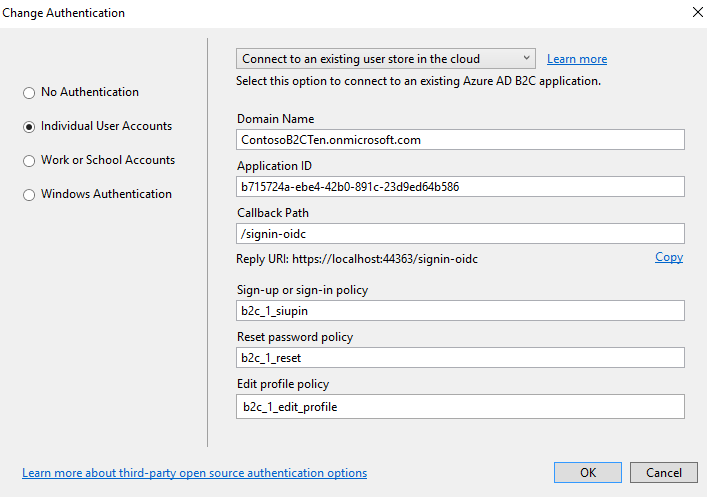 Change Authentication
No Authentication
Individual User Accounts
Work or School Accounts
Windows Authentication
Connect to an existing user store in the cloud
Learn more
Select this option to connect to an existing Azure AD B2C application.
Domain Name
ContosoB2CTen.onmicrosoft.com
Application ID
b715724a-ebe4-42b0-891c-23d9ed64b586
Callback Path
/signin-oidc
Reply URI: https://localhost:44363/signin-oidc
Copy
Sign-up or sign-in policy
b2c_1_siupin
Reset password policy
b2c_1_reset
Edit profile policy
b2c_1_edit_profile
Learn more about third-party open source authentication options
OK
Cancel